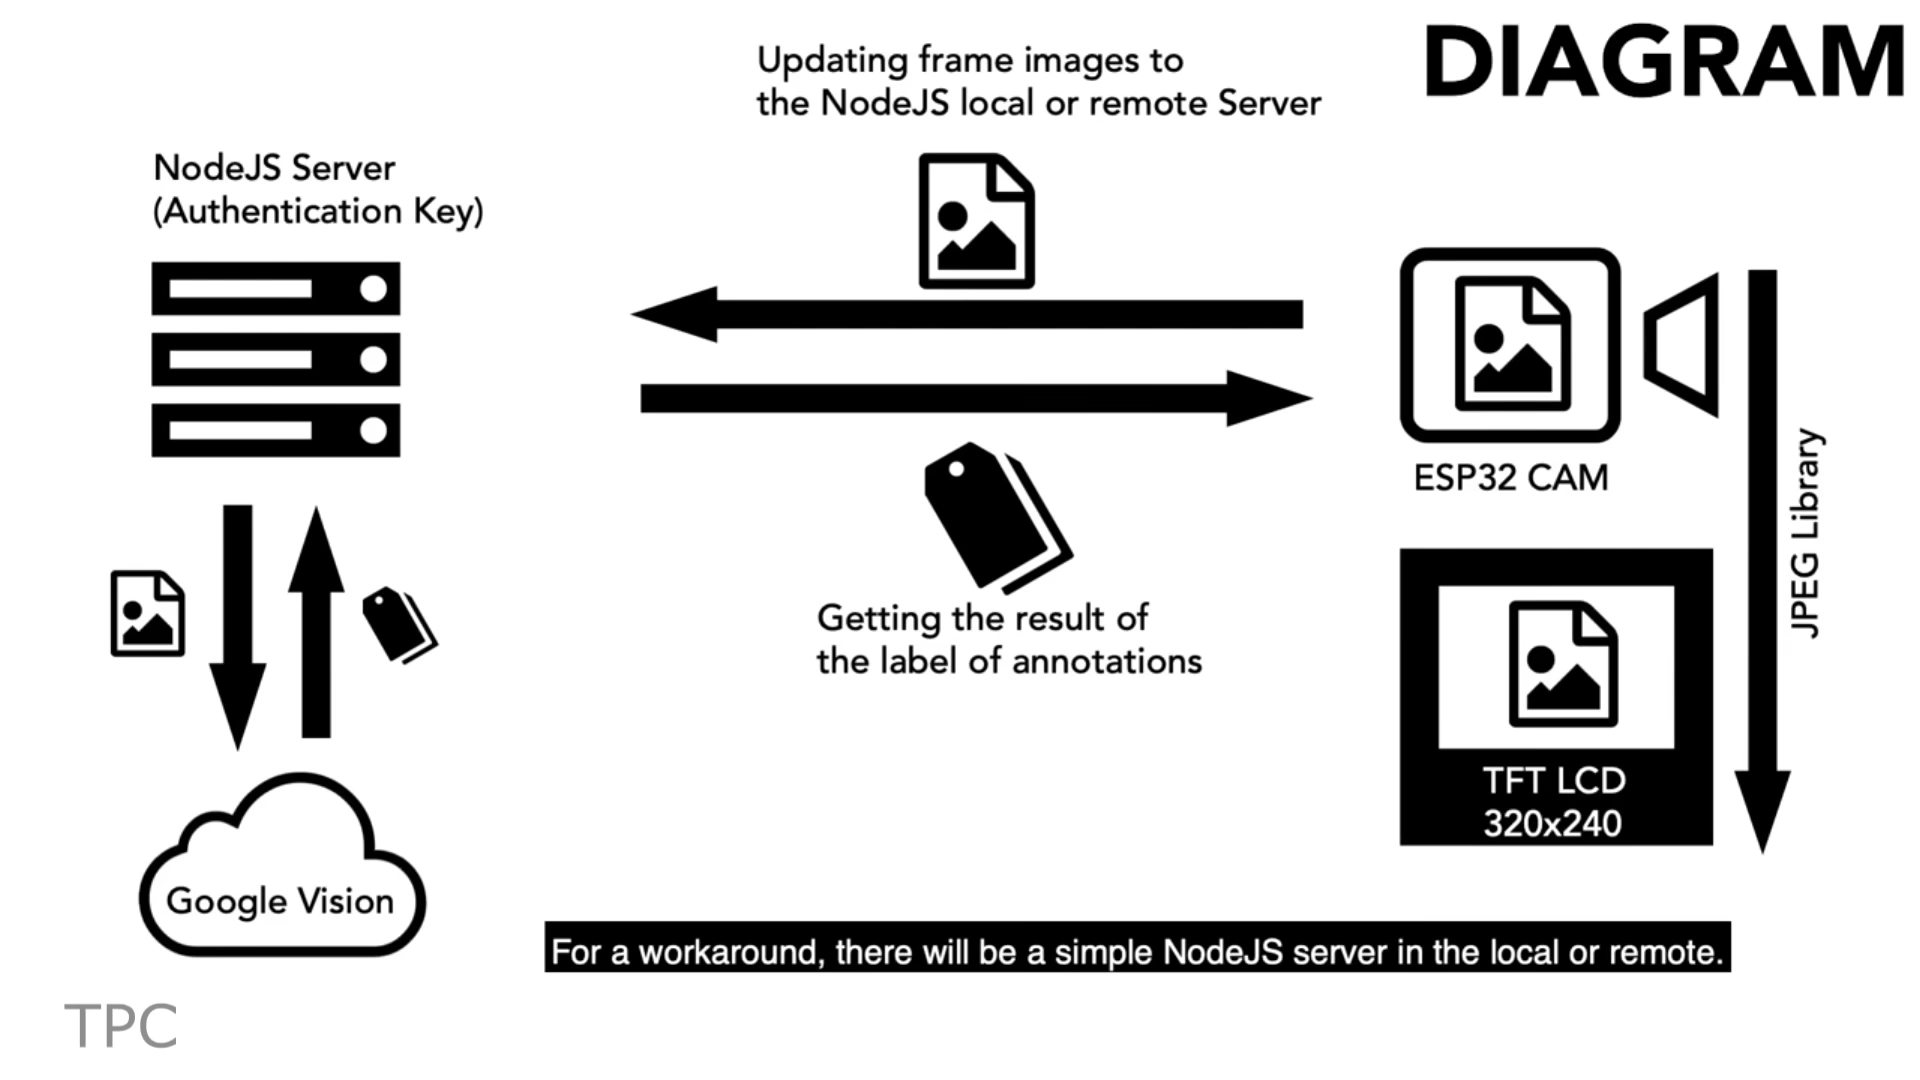 DIAGRAM
Updating frame images to
the NodeJS local or remote Server
NodeJS Server
(Authentication Key)
ESP32 CAM
JPEG Library
Getting the result of
the label of annotations
TFT LCD
320x240
Google Vision
For a workaround, there will be a simple NodeJS server in the local or remote.
TPC